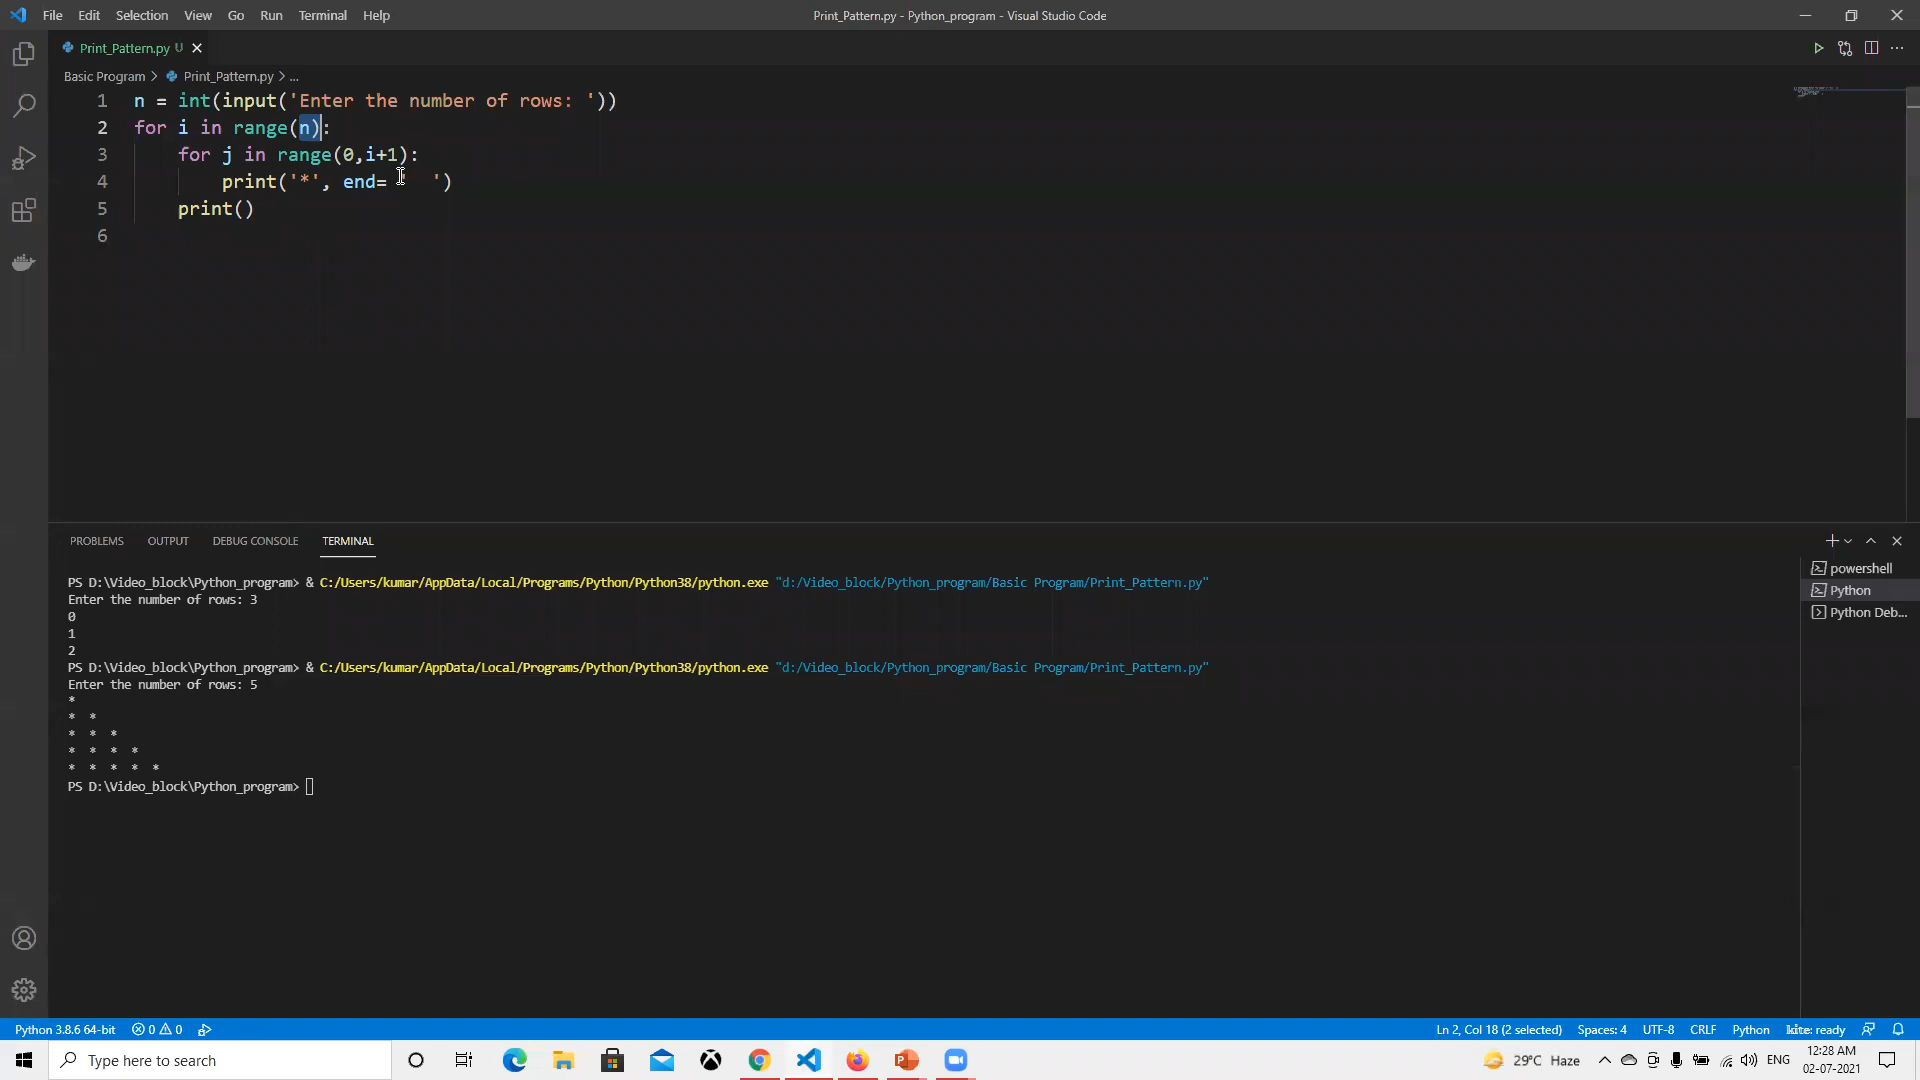 File Edit Selection View Go Run Terminal Help
Print_Pattern.py - Python_program - Visual Studio Code
Print_Pattern.py U
Basic Program > Print_Pattern.py > ...
1 n = int(input('Enter the number of rows: '))
2 for i in range(n):
3 for j in range(0,i+1):
4 print('*', end= ' ')
5 print()
6
PROBLEMS OUTPUT DEBUG CONSOLE TERMINAL
PS D:\Video_block\Python_program> & C:/Users/kumar/AppData/Local/Programs/Python/Python38/python.exe "d:/Video_block/Python_program/Basic Program/Print_Pattern.py"
Enter the number of rows: 3
0
1
2
PS D:\Video_block\Python_program> & C:/Users/kumar/AppData/Local/Programs/Python/Python38/python.exe "d:/Video_block/Python_program/Basic Program/Print_Pattern.py"
Enter the number of rows: 5
*
* *
* * *
* * * *
* * * * *
PS D:\Video_block\Python_program>
powershell
Python
Python Deb...
Python 3.8.6 64-bit 0 0
Ln 2, Col 18 (2 selected) Spaces: 4 UTF-8 CRLF Python kite: ready
Type here to search
29°C Haze
ENG
12:28 AM
02-07-2021